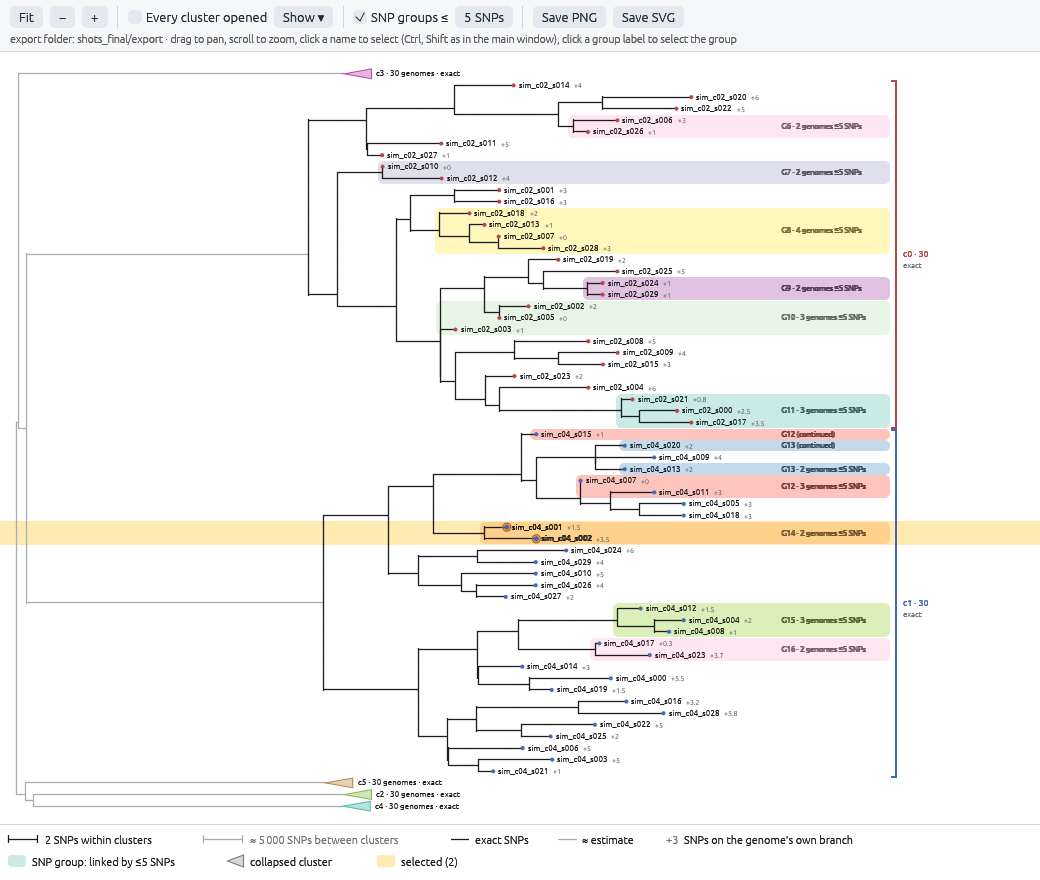 Fit − + Every cluster opened Show ▾ SNP groups ≤ 5 SNPs Save PNG Save SVG
export folder: shots_final/export · drag to pan, scroll to zoom, click a name to select (Ctrl, Shift as in the main window), click a group label to select the group
c3 · 30 genomes · exact
sim_c02_s014 +4
sim_c02_s020 +6
sim_c02_s022 +5
sim_c02_s006 +3
G6 · 2 genomes ≤5 SNPs
sim_c02_s026 +1
sim_c02_s011 +5
sim_c02_s027 +1
sim_c02_s010 +0
G7 · 2 genomes ≤5 SNPs
sim_c02_s012 +4
sim_c02_s001 +3
sim_c02_s016 +3
sim_c02_s018 +2
sim_c02_s013 +1
G8 · 4 genomes ≤5 SNPs
sim_c02_s007 +0
sim_c02_s028 +3
c0 · 30
exact
sim_c02_s019 +2
sim_c02_s025 +5
sim_c02_s024 +1
G9 · 2 genomes ≤5 SNPs
sim_c02_s029 +1
sim_c02_s002 +2
sim_c02_s005 +0
G10 · 3 genomes ≤5 SNPs
sim_c02_s003 +1
sim_c02_s008 +5
sim_c02_s009 +4
sim_c02_s015 +3
sim_c02_s023 +2
sim_c02_s004 +6
sim_c02_s021 +0.8
sim_c02_s000 +2.5
G11 · 3 genomes ≤5 SNPs
sim_c02_s017 +3.5
sim_c04_s015 +1
G12 (continued)
sim_c04_s020 +2
G13 (continued)
sim_c04_s009 +4
sim_c04_s013 +2
G13 · 2 genomes ≤5 SNPs
sim_c04_s007 +0
G12 · 3 genomes ≤5 SNPs
sim_c04_s011 +3
sim_c04_s005 +3
sim_c04_s018 +3
sim_c04_s001 +1.5
G14 · 2 genomes ≤5 SNPs
sim_c04_s002 +3.5
sim_c04_s024 +6
sim_c04_s029 +4
sim_c04_s010 +5
sim_c04_s026 +4
sim_c04_s027 +2
c1 · 30
exact
sim_c04_s012 +1.5
sim_c04_s004 +2
G15 · 3 genomes ≤5 SNPs
sim_c04_s008 +1
sim_c04_s017 +0.3
G16 · 2 genomes ≤5 SNPs
sim_c04_s023 +3.7
sim_c04_s014 +3
sim_c04_s000 +5.5
sim_c04_s019 +1.5
sim_c04_s016 +3.2
sim_c04_s028 +5.8
sim_c04_s022 +5
sim_c04_s025 +2
sim_c04_s006 +5
sim_c04_s003 +5
sim_c04_s021 +1
c5 · 30 genomes · exact
c2 · 30 genomes · exact
c4 · 30 genomes · exact
2 SNPs within clusters ≈ 5 000 SNPs between clusters exact SNPs ≈ estimate +3 SNPs on the genome's own branch
SNP group: linked by ≤5 SNPs collapsed cluster selected (2)